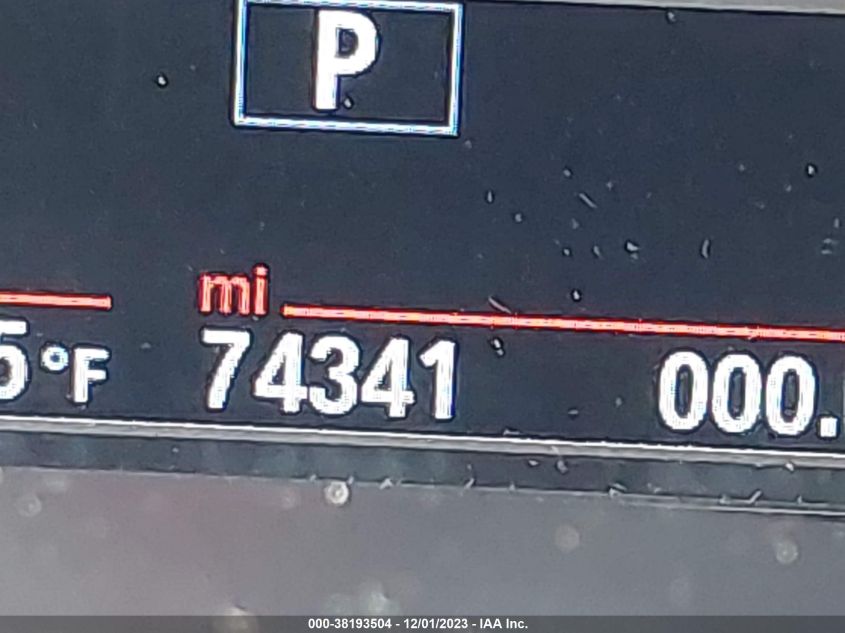 P
mi
5 °F 74341 000.
000-38193504 - 12/01/2023 - IAA Inc.